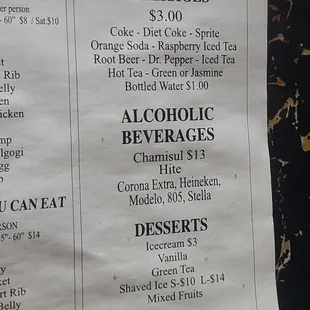 er person
- 60" $8 / Sat.$10
Rib
elly
en
icken
mp
lgogi
gg
U CAN EAT
RSON
5"- 60" $14
y
ket
rt Rib
Belly
$3.00
Coke - Diet Coke - Sprite
Orange Soda - Raspberry Iced Tea
Root Beer - Dr. Pepper - Iced Tea
Hot Tea - Green or Jasmine
Bottled Water $1.00
ALCOHOLIC
BEVERAGES
Chamisul $13
Hite
Corona Extra, Heineken,
Modelo, 805, Stella
DESSERTS
Icecream $3
Vanilla
Green Tea
Shaved Ice S-$10 L-$14
Mixed Fruits